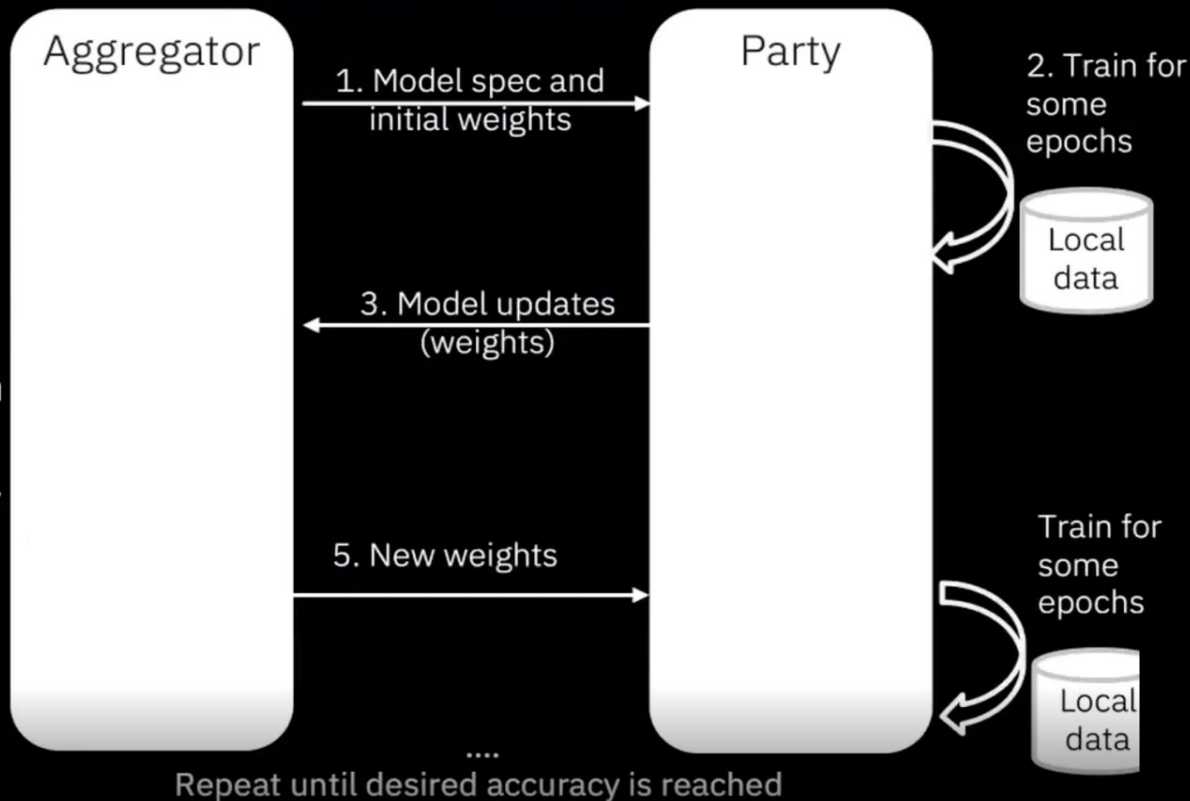 Aggregator
Party
1. Model spec and
initial weights
2. Train for
some
epochs
Local
data
3. Model updates
(weights)
5. New weights
Train for
some
epochs
Local
data
....
Repeat until desired accuracy is reached